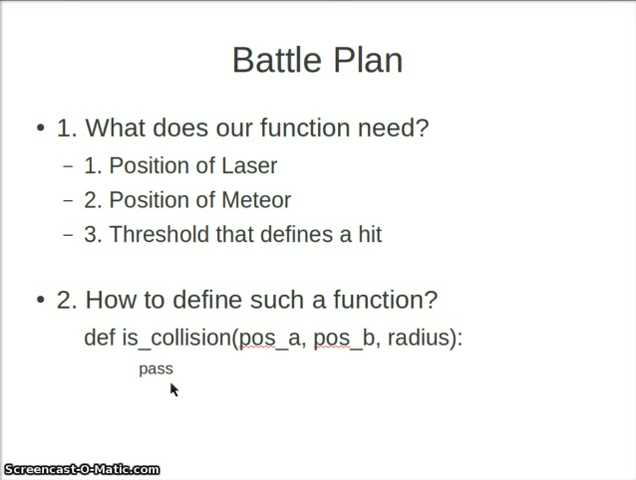 Battle Plan
• 1. What does our function need?
– 1. Position of Laser
– 2. Position of Meteor
– 3. Threshold that defines a hit
• 2. How to define such a function?
def is_collision(pos_a, pos_b, radius):
pass
Screencast-O-Matic.com